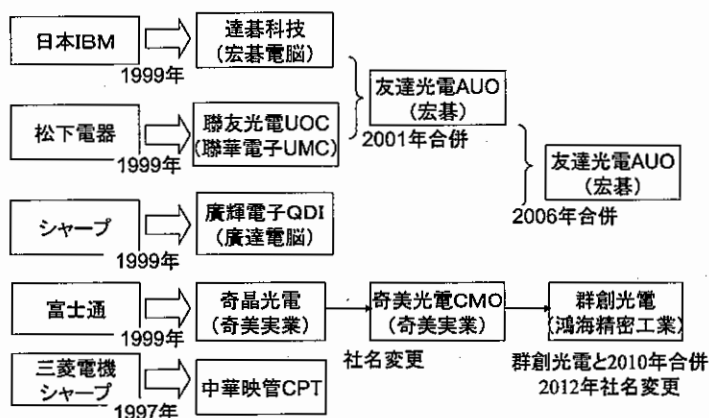 日本IBM
1999年
達碁科技
(宏碁電脳)
松下電器
1999年
聯友光電UOC
(聯華電子UMC)
友達光電AUO
(宏碁)
2001年合併
シャープ
1999年
廣輝電子QDI
(廣達電脳)
友達光電AUO
(宏碁)
2006年合併
富士通
1999年
奇晶光電
(奇美実業)
奇美光電CMO
(奇美実業)
社名変更
群創光電
(鴻海精密工業)
群創光電と2010年合併
2012年社名変更
三菱電機
シャープ
1997年
中華映管CPT